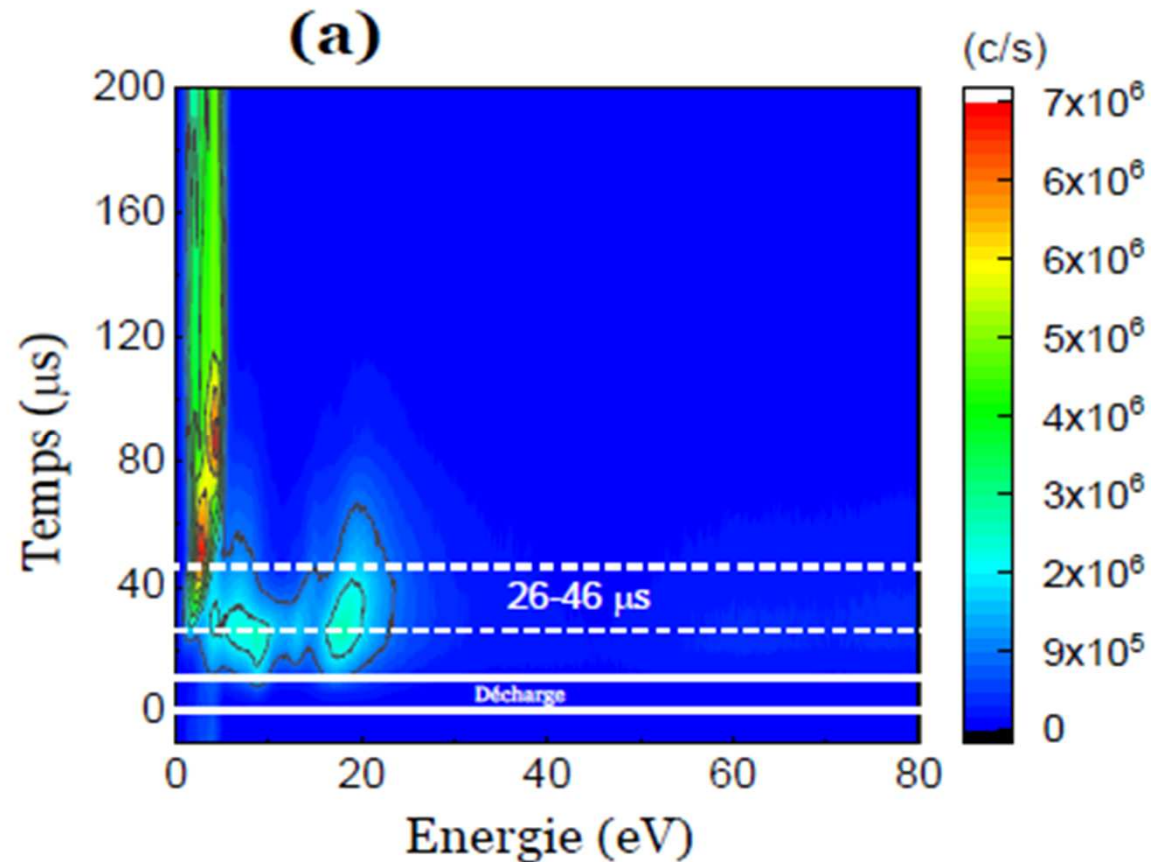 (a)
(c/s)
200
160
120
80
40
0
Temps (μs)
26-46 μs
Décharge
0
20
40
60
80
Energie (eV)
7x10⁶
6x10⁶
6x10⁶
5x10⁶
4x10⁶
3x10⁶
2x10⁶
9x10⁵
0